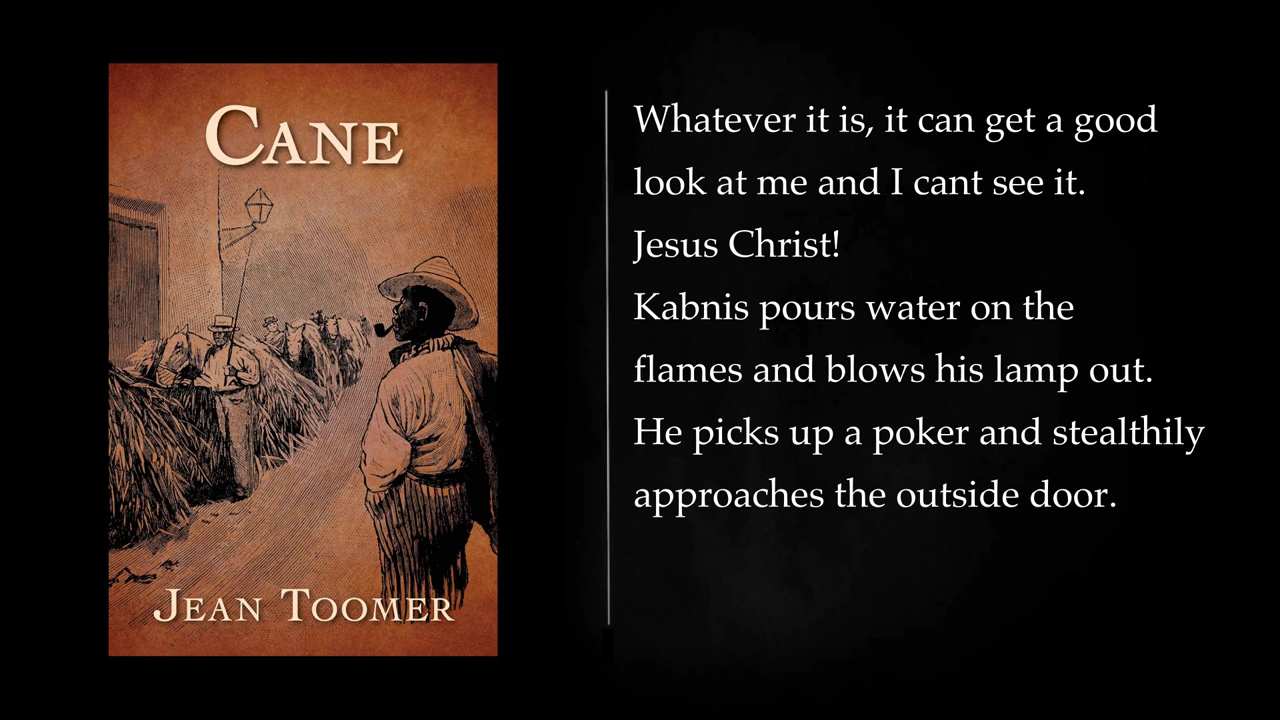 CANE
JEAN TOOMER
Whatever it is, it can get a good
look at me and I cant see it.
Jesus Christ!
Kabnis pours water on the
flames and blows his lamp out.
He picks up a poker and stealthily
approaches the outside door.